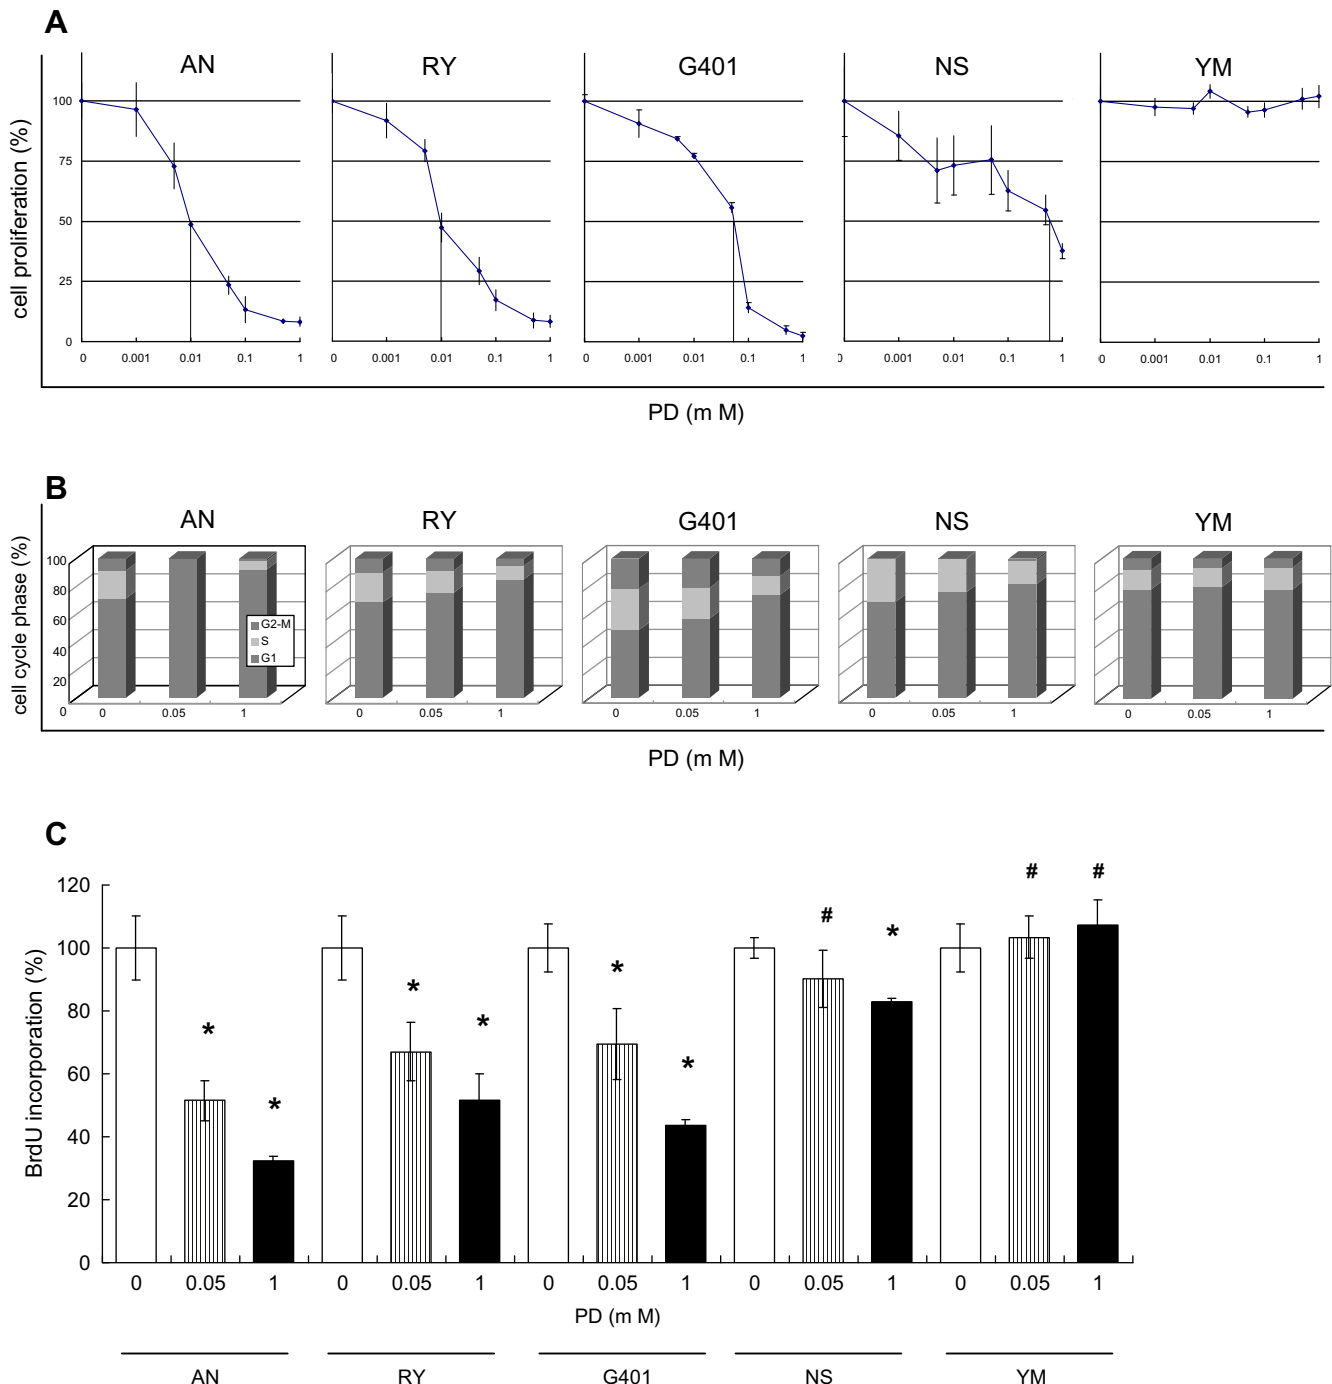 A
AN RY G401 NS YM
cell proliferation (%)
100
75
50
25
0
0 0.001 0.01 0.1 1
0 0.001 0.01 0.1 1
0 0.001 0.01 0.1 1
0 0.001 0.01 0.1 1
0 0.001 0.01 0.1 1
PD (m M)
B
AN RY G401 NS YM
cell cycle phase (%)
100
80
60
40
20
0
G2-M
S
G1
0 0.05 1
0 0.05 1
0 0.05 1
0 0.05 1
0 0.05 1
PD (m M)
C
BrdU incorporation (%)
120
100
80
60
40
20
0
* * * * * * # * # #
0 0.05 1 0 0.05 1 0 0.05 1 0 0.05 1 0 0.05 1
PD (m M)
AN RY G401 NS YM